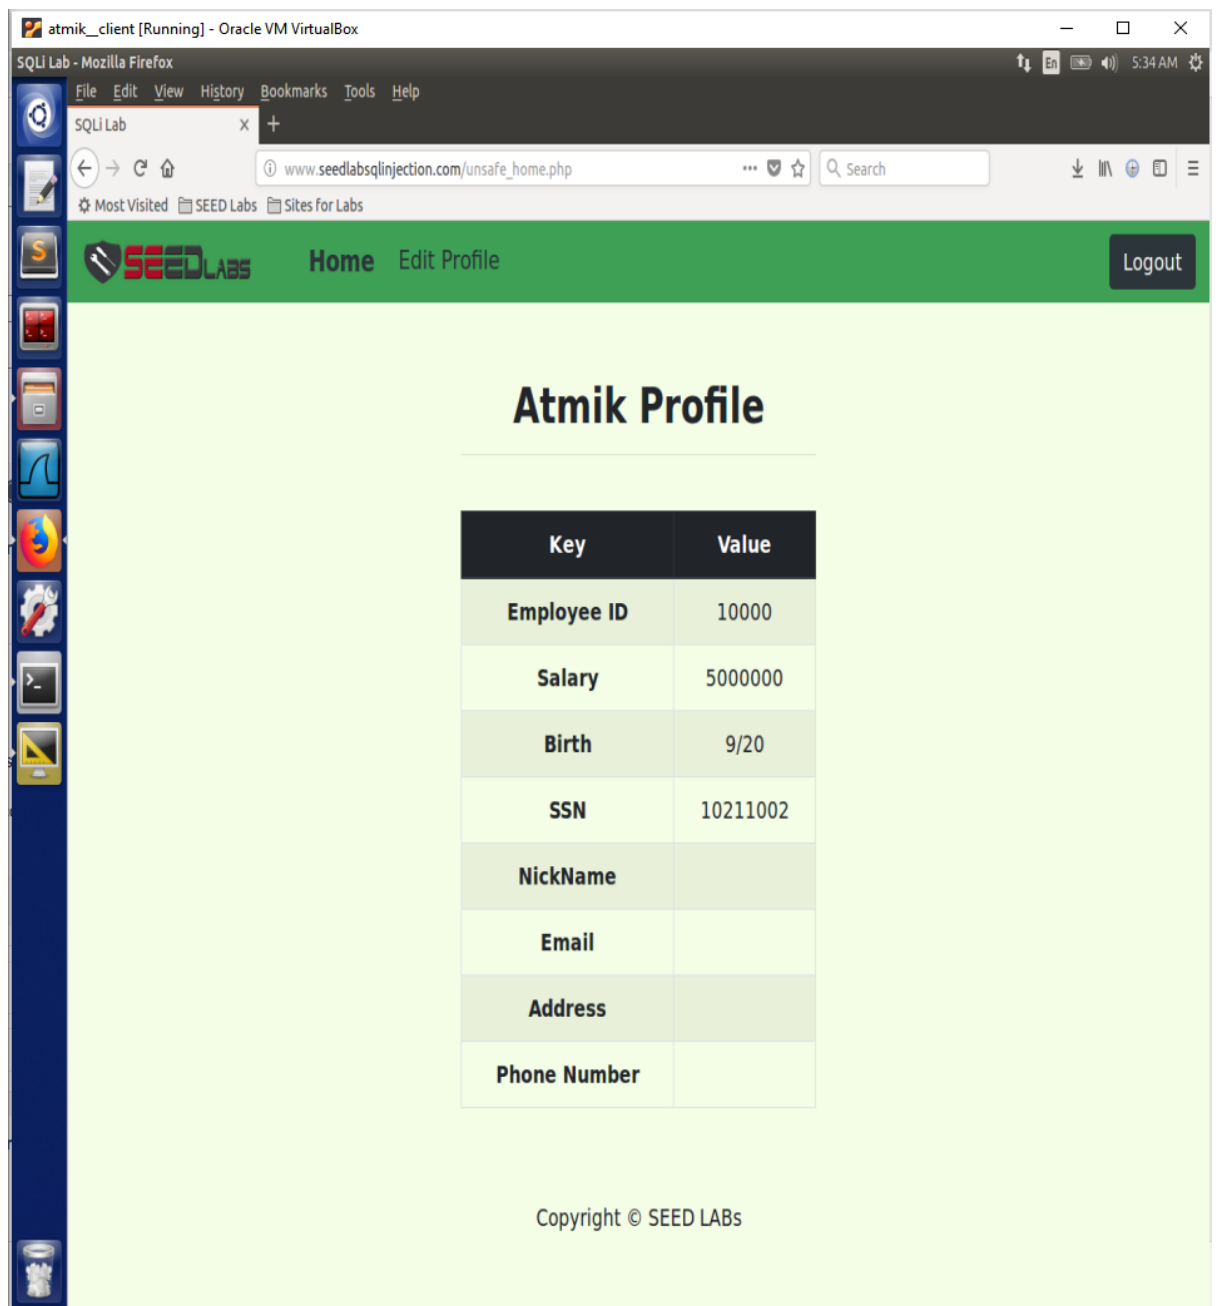 atmik__client [Running] - Oracle VM VirtualBox
SQLi Lab - Mozilla Firefox
En 5:34 AM
File Edit View History Bookmarks Tools Help
SQLi Lab
www.seedlabsqlinjection.com/unsafe_home.php
Search
Most Visited SEED Labs Sites for Labs
SEEDLABS Home Edit Profile Logout
Atmik Profile
Key Value
Employee ID 10000
Salary 5000000
Birth 9/20
SSN 10211002
NickName
Email
Address
Phone Number
Copyright © SEED LABs